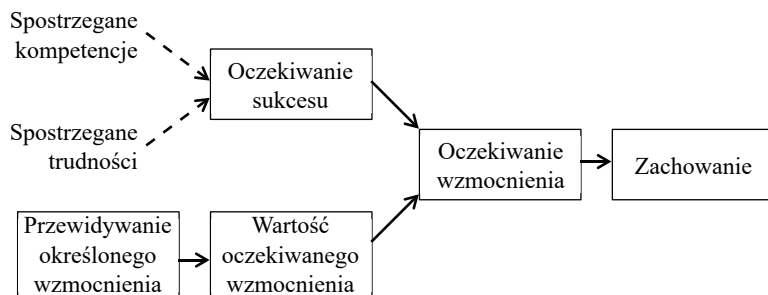 Spostrzegane
kompetencje
Oczekiwanie
sukcesu
Spostrzegane
trudności
Oczekiwanie
wzmocnienia
Zachowanie
Przewidywanie
określonego
wzmocnienia
Wartość
oczekiwanego
wzmocnienia